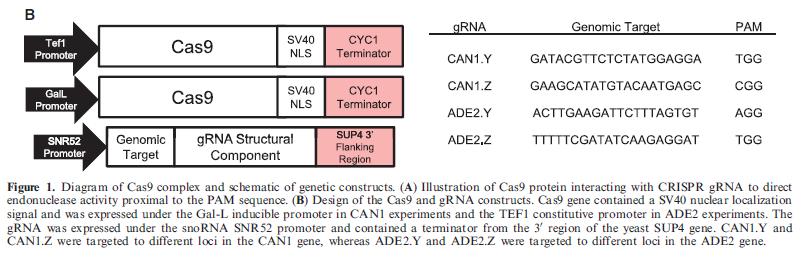 B
Tef1 Promoter
Cas9
SV40 NLS
CYC1 Terminator
GalL Promoter
Cas9
SV40 NLS
CYC1 Terminator
SNR52 Promoter
Genomic Target
gRNA Structural Component
SUP4 3' Flanking Region
gRNA Genomic Target PAM
CAN1.Y GATACGTTCTCTATGGAGGA TGG
CAN1.Z GAAGCATATGTACAATGAGC CGG
ADE2.Y ACTTGAAGATTCTTTAGTGT AGG
ADE2.Z TTTTTCGATATCAAGAGGAT TGG
Figure 1. Diagram of Cas9 complex and schematic of genetic constructs. (A) Illustration of Cas9 protein interacting with CRISPR gRNA to direct
endonuclease activity proximal to the PAM sequence. (B) Design of the Cas9 and gRNA constructs. Cas9 gene contained a SV40 nuclear localization
signal and was expressed under the Gal-L inducible promoter in CAN1 experiments and the TEF1 constitutive promoter in ADE2 experiments. The
gRNA was expressed under the snoRNA SNR52 promoter and contained a terminator from the 3′ region of the yeast SUP4 gene. CAN1.Y and
CAN1.Z were targeted to different loci in the CAN1 gene, whereas ADE2.Y and ADE2.Z were targeted to different loci in the ADE2 gene.